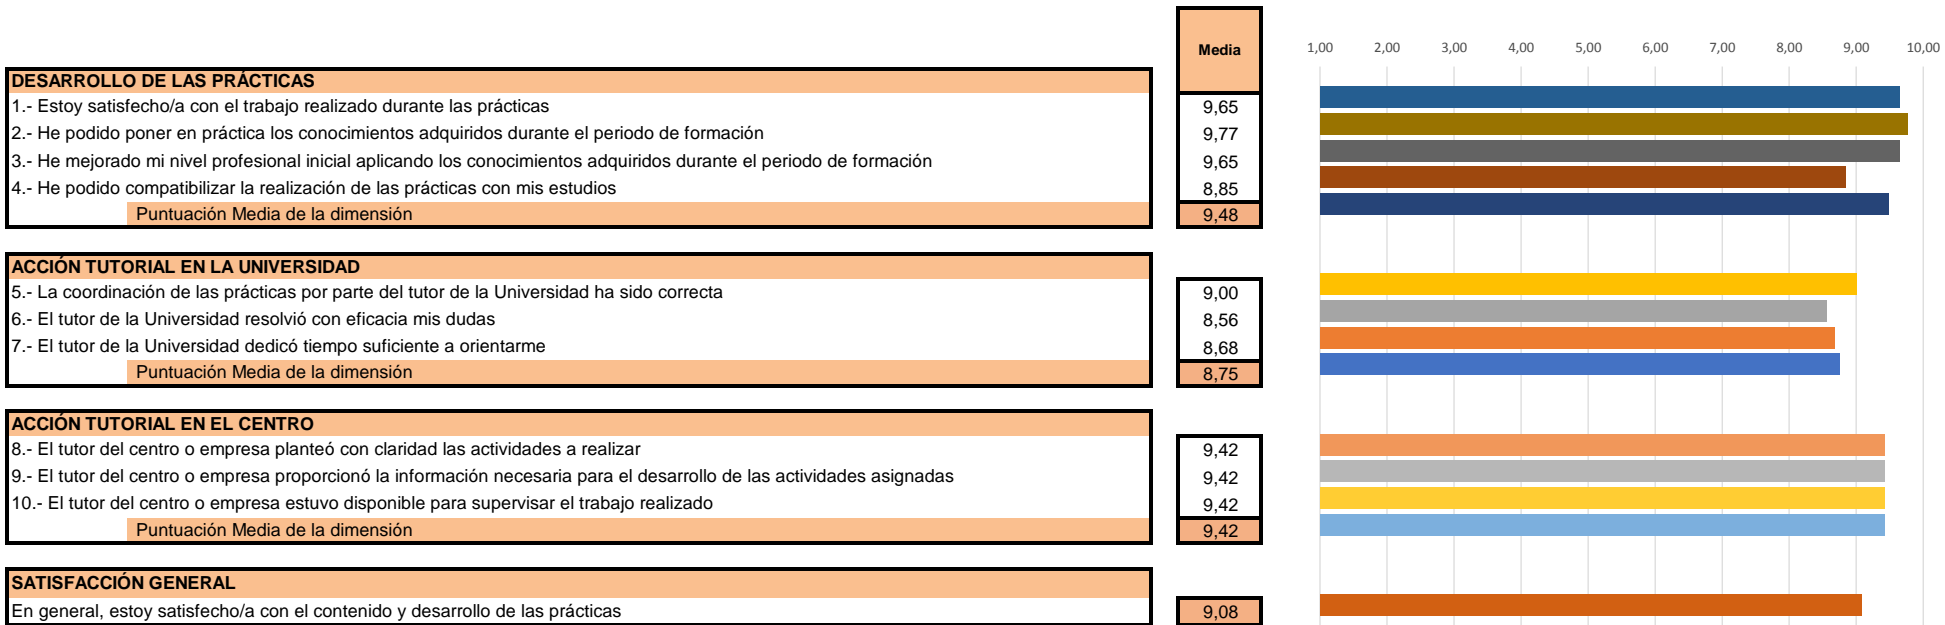 Media
1,00 2,00 3,00 4,00 5,00 6,00 7,00 8,00 9,00 10,00
DESARROLLO DE LAS PRÁCTICAS
1.- Estoy satisfecho/a con el trabajo realizado durante las prácticas 9,65
2.- He podido poner en práctica los conocimientos adquiridos durante el periodo de formación 9,77
3.- He mejorado mi nivel profesional inicial aplicando los conocimientos adquiridos durante el periodo de formación 9,65
4.- He podido compatibilizar la realización de las prácticas con mis estudios 8,85
Puntuación Media de la dimensión 9,48
ACCIÓN TUTORIAL EN LA UNIVERSIDAD
5.- La coordinación de las prácticas por parte del tutor de la Universidad ha sido correcta 9,00
6.- El tutor de la Universidad resolvió con eficacia mis dudas 8,56
7.- El tutor de la Universidad dedicó tiempo suficiente a orientarme 8,68
Puntuación Media de la dimensión 8,75
ACCIÓN TUTORIAL EN EL CENTRO
8.- El tutor del centro o empresa planteó con claridad las actividades a realizar 9,42
9.- El tutor del centro o empresa proporcionó la información necesaria para el desarrollo de las actividades asignadas 9,42
10.- El tutor del centro o empresa estuvo disponible para supervisar el trabajo realizado 9,42
Puntuación Media de la dimensión 9,42
SATISFACCIÓN GENERAL
En general, estoy satisfecho/a con el contenido y desarrollo de las prácticas 9,08